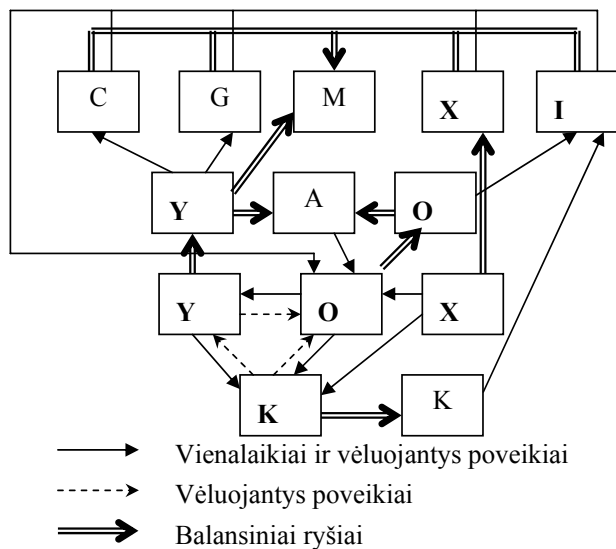 C G M X I
Y A O
Y O X
K K
Vienalaikiai ir vėluojantys poveikiai
Vėluojantys poveikiai
Balansiniai ryšiai